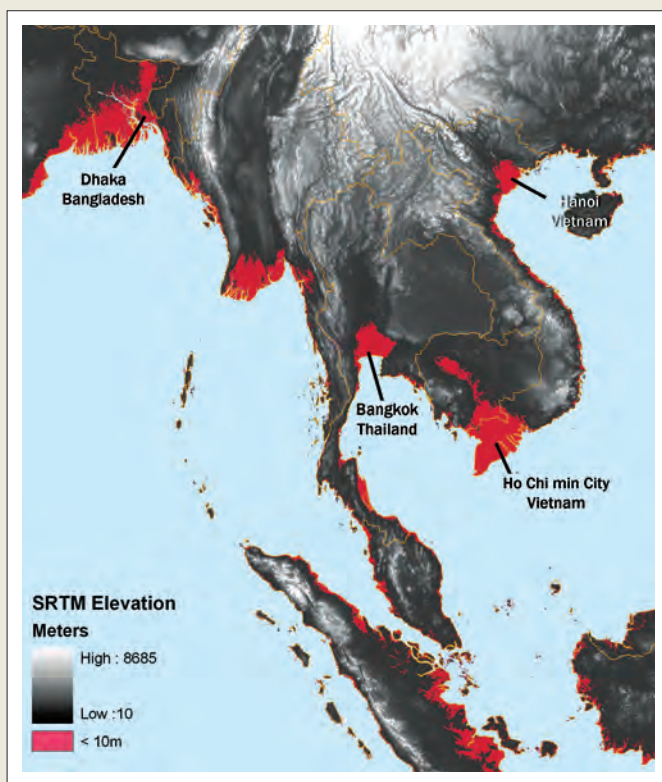 Dhaka
Bangladesh
Hanoi
Vietnam
Bangkok
Thailand
Ho Chi min City
Vietnam
SRTM Elevation
Meters
High : 8685
Low :10
< 10m